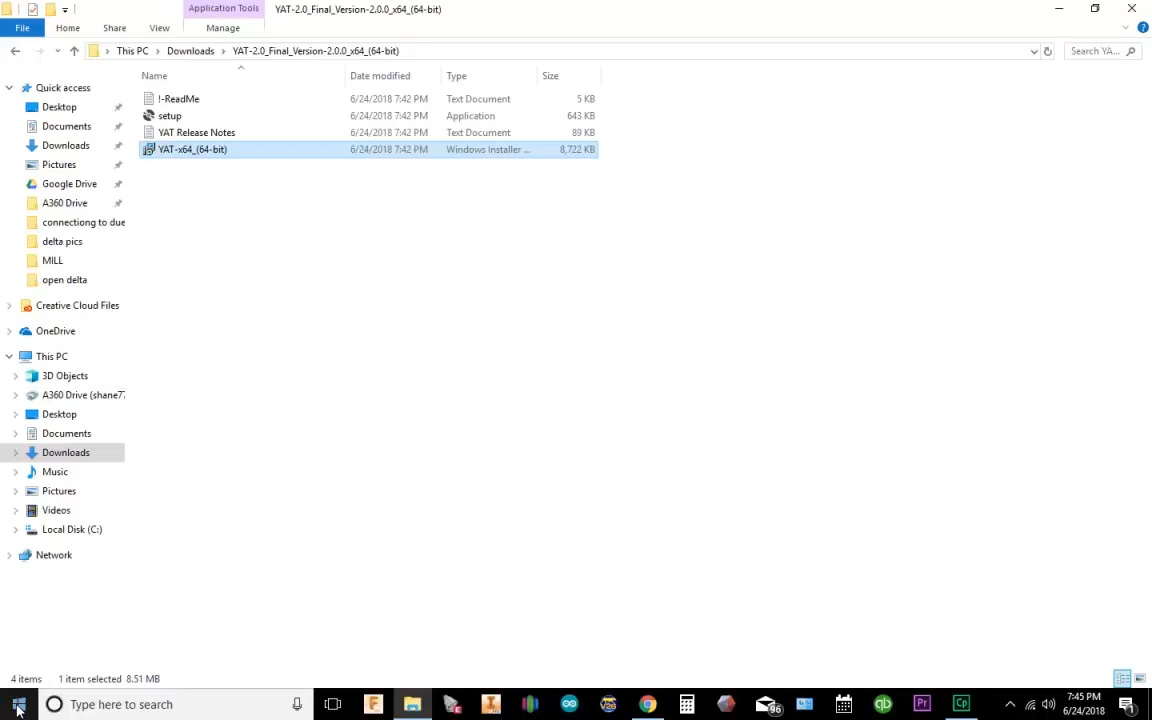 Application Tools
YAT-2.0_Final_Version-2.0.0_x64_(64-bit)
File
Home
Share
View
Manage
This PC
Downloads
YAT-2.0_Final_Version-2.0.0_x64_(64-bit)
Search YA...
Name
Date modified
Type
Size
!-ReadMe
6/24/2018 7:42 PM
Text Document
5 KB
setup
6/24/2018 7:42 PM
Application
643 KB
YAT Release Notes
6/24/2018 7:42 PM
Text Document
89 KB
YAT-x64_(64-bit)
6/24/2018 7:42 PM
Windows Installer ...
8,722 KB
Quick access
Desktop
Documents
Downloads
Pictures
Google Drive
A360 Drive
connectiong to due
delta pics
MILL
open delta
Creative Cloud Files
OneDrive
This PC
3D Objects
A360 Drive (shane77
Desktop
Documents
Downloads
Music
Pictures
Videos
Local Disk (C:)
Network
4 items
1 item selected 8.51 MB
Type here to search
F
I
V26
96
qb
Pr
Cp
7:45 PM
6/24/2018
1